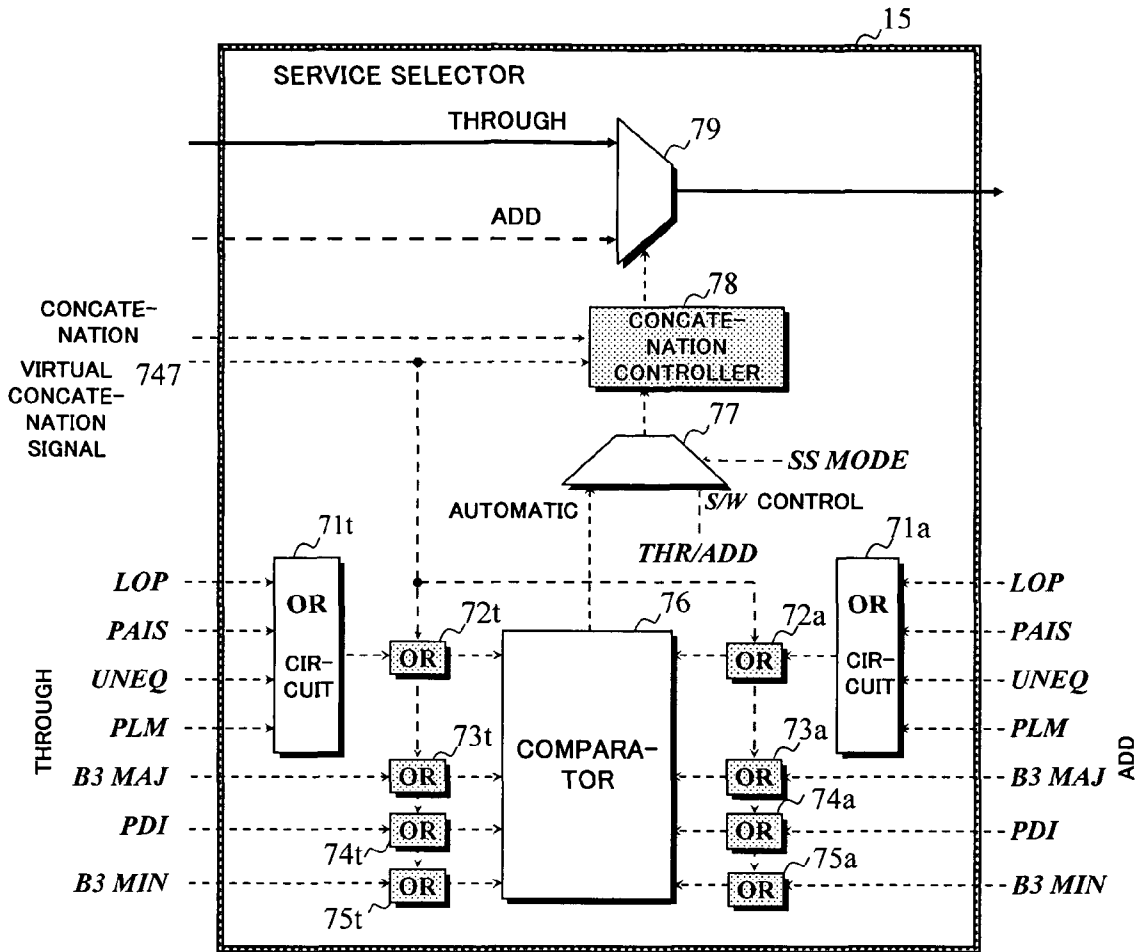 15
SERVICE SELECTOR
THROUGH
79
ADD
78
CONCATE-
NATION
CONCATE-
NATION
CONTROLLER
747
VIRTUAL
CONCATE-
NATION
SIGNAL
77
SS MODE
AUTOMATIC
S/W CONTROL
THR/ADD
71t
71a
LOP
PAIS
UNEQ
PLM
B3 MAJ
PDI
B3 MIN
THROUGH
OR
CIR-
CUIT
72t
OR
73t
OR
OR
74t
OR
75t
76
COMPARA-
TOR
72a
OR
73a
OR
74a
OR
75a
OR
OR
CIR-
CUIT
LOP
PAIS
UNEQ
PLM
B3 MAJ
PDI
B3 MIN
ADD